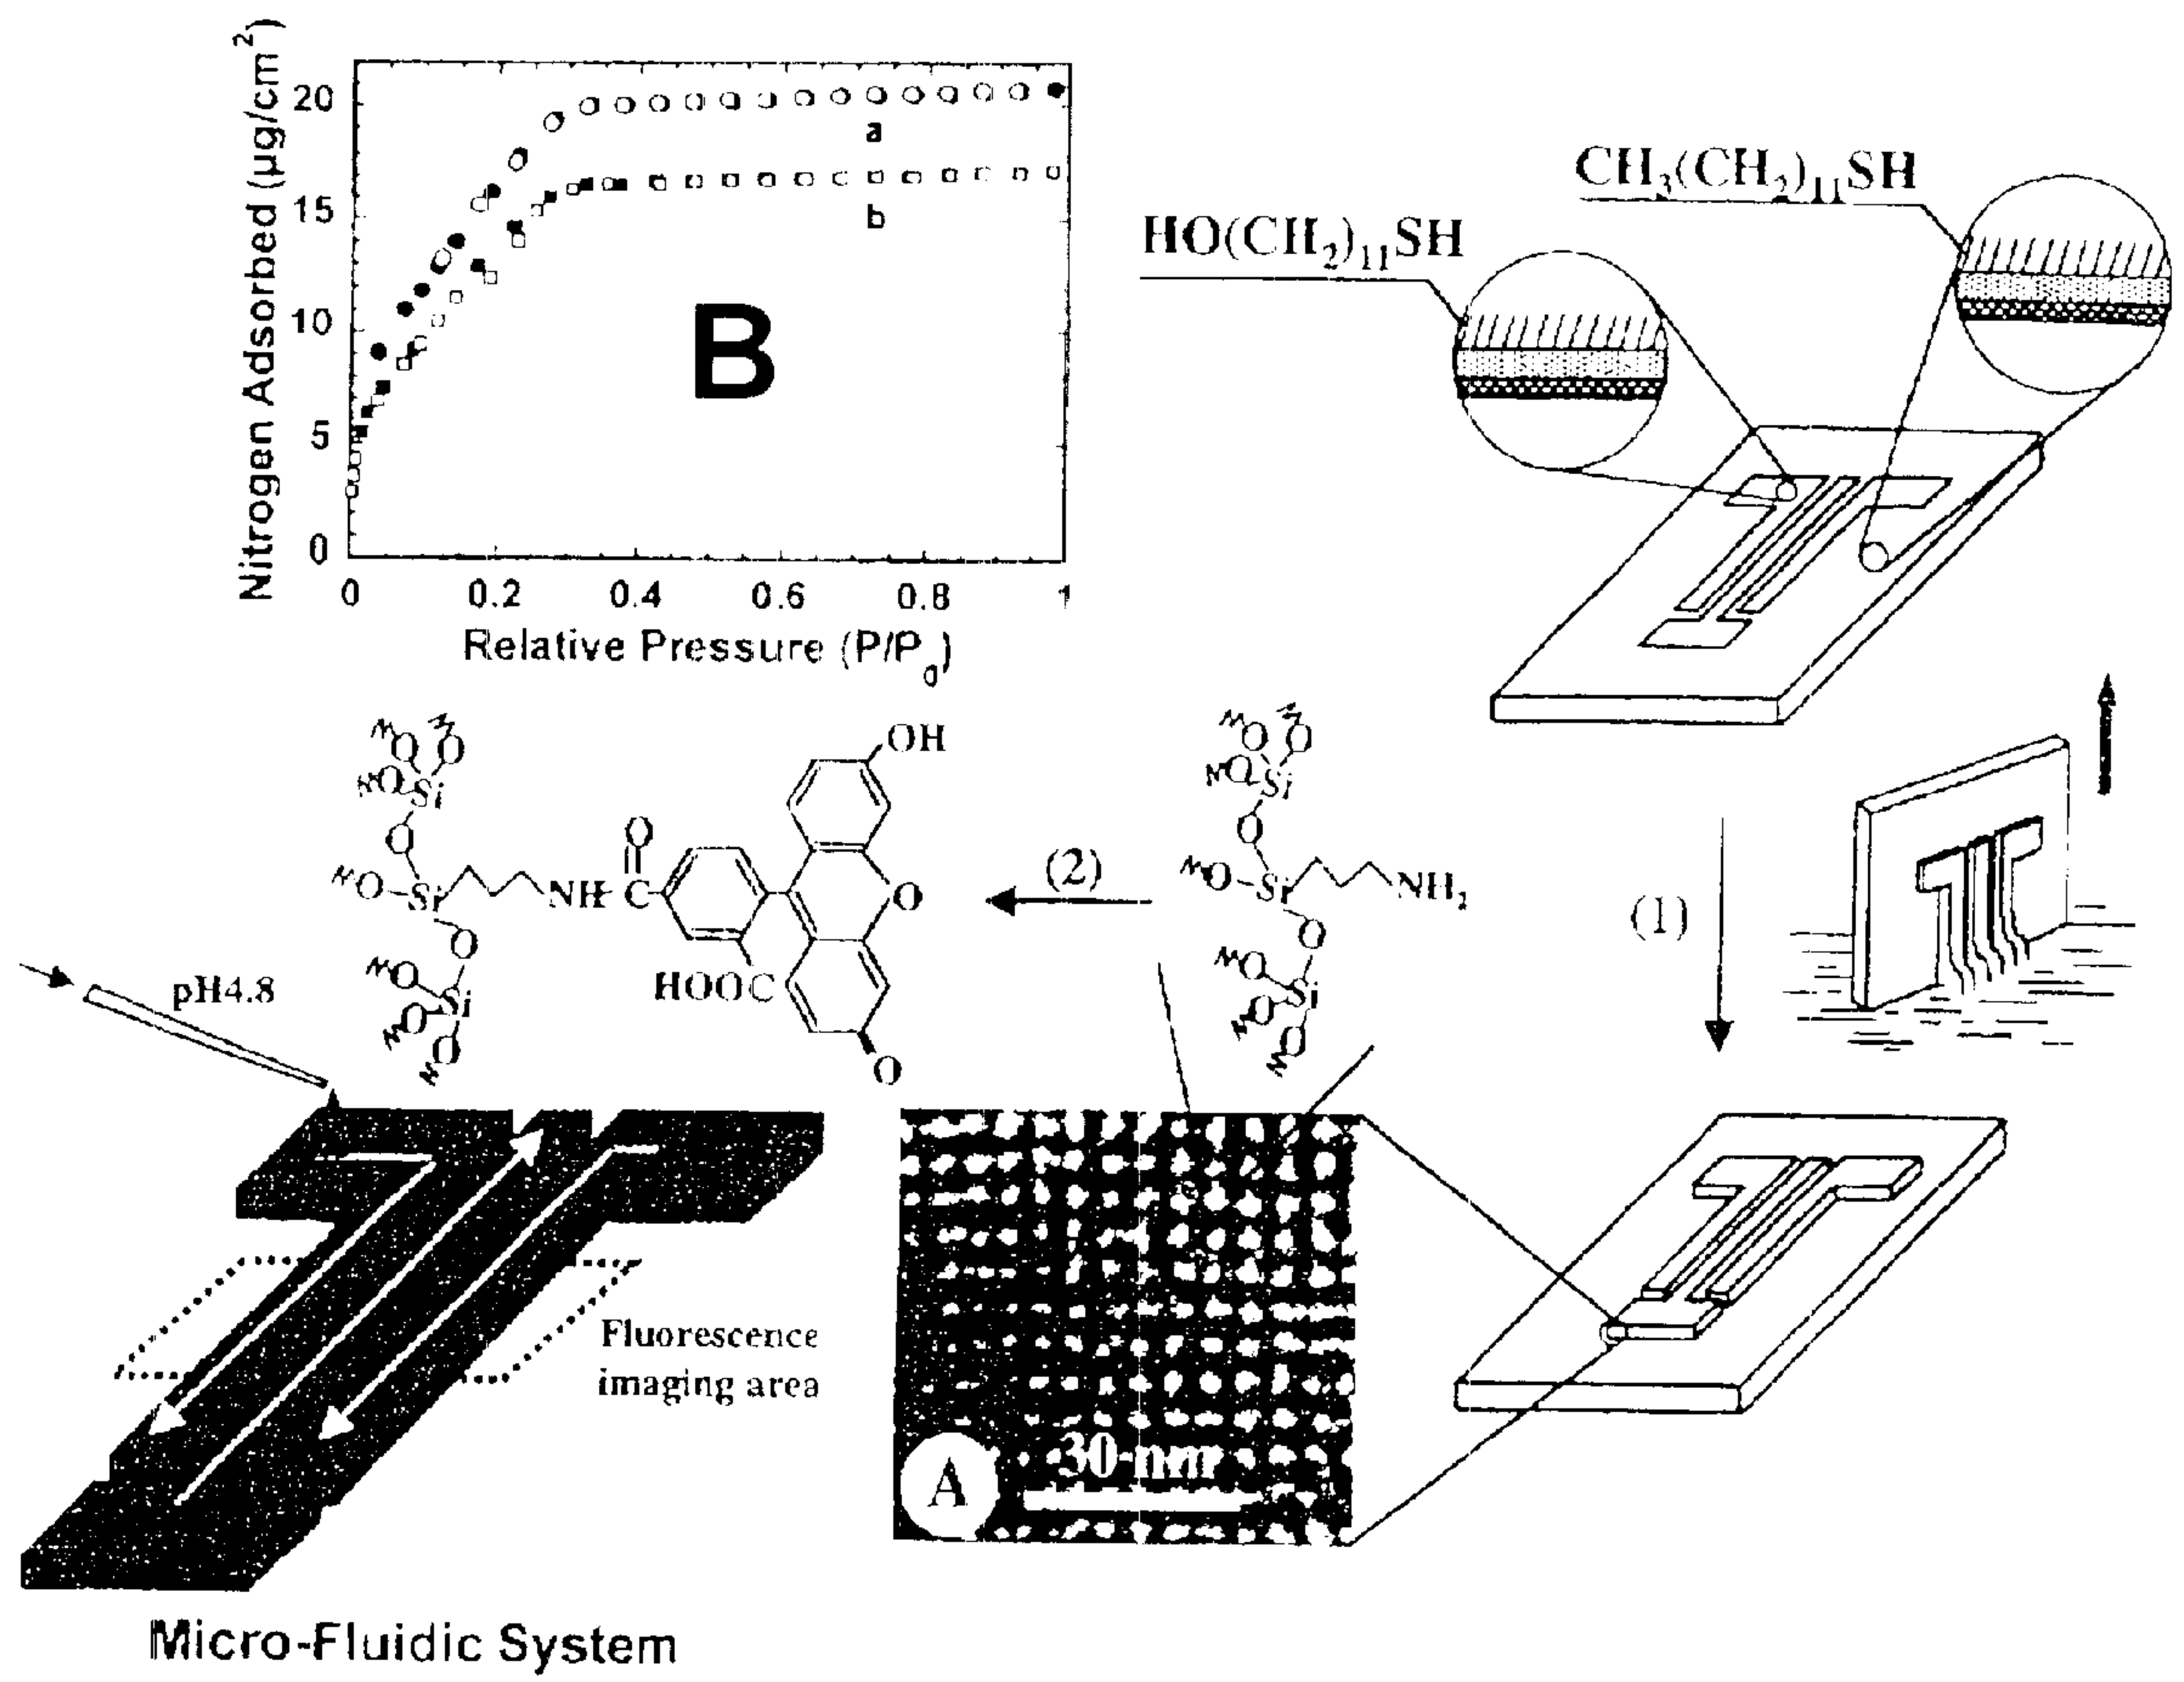 Nitrogen Adsorbed (µg/cm²)
20
15
10
5
0
a
b
B
0 0.2 0.4 0.6 0.8 1
Relative Pressure (P/P₀)
CH₃(CH₂)₁₁SH
HO(CH₂)₁₁SH
OH
O O
O Si
O
O
O Si NH C O
O
O HOOC
O Si
O O
pH4.8
(2)
O O
O Si
O
O Si NH₂
O
O Si
O O
(1)
Fluorescence
imaging area
30 nm
A
Micro-Fluidic System